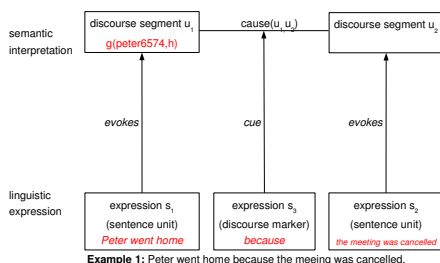 semantic
interpretation
discourse segment u1
g(peter6574,h)
cause(u1,u2)
discourse segment u2
evokes
cue
evokes
linguistic
expression
expression s1
(sentence unit)
Peter went home
expression s3
(discourse marker)
because
expression s2
(sentence unit)
the meeting was cancelled
Example 1: Peter went home because the meeing was cancelled.